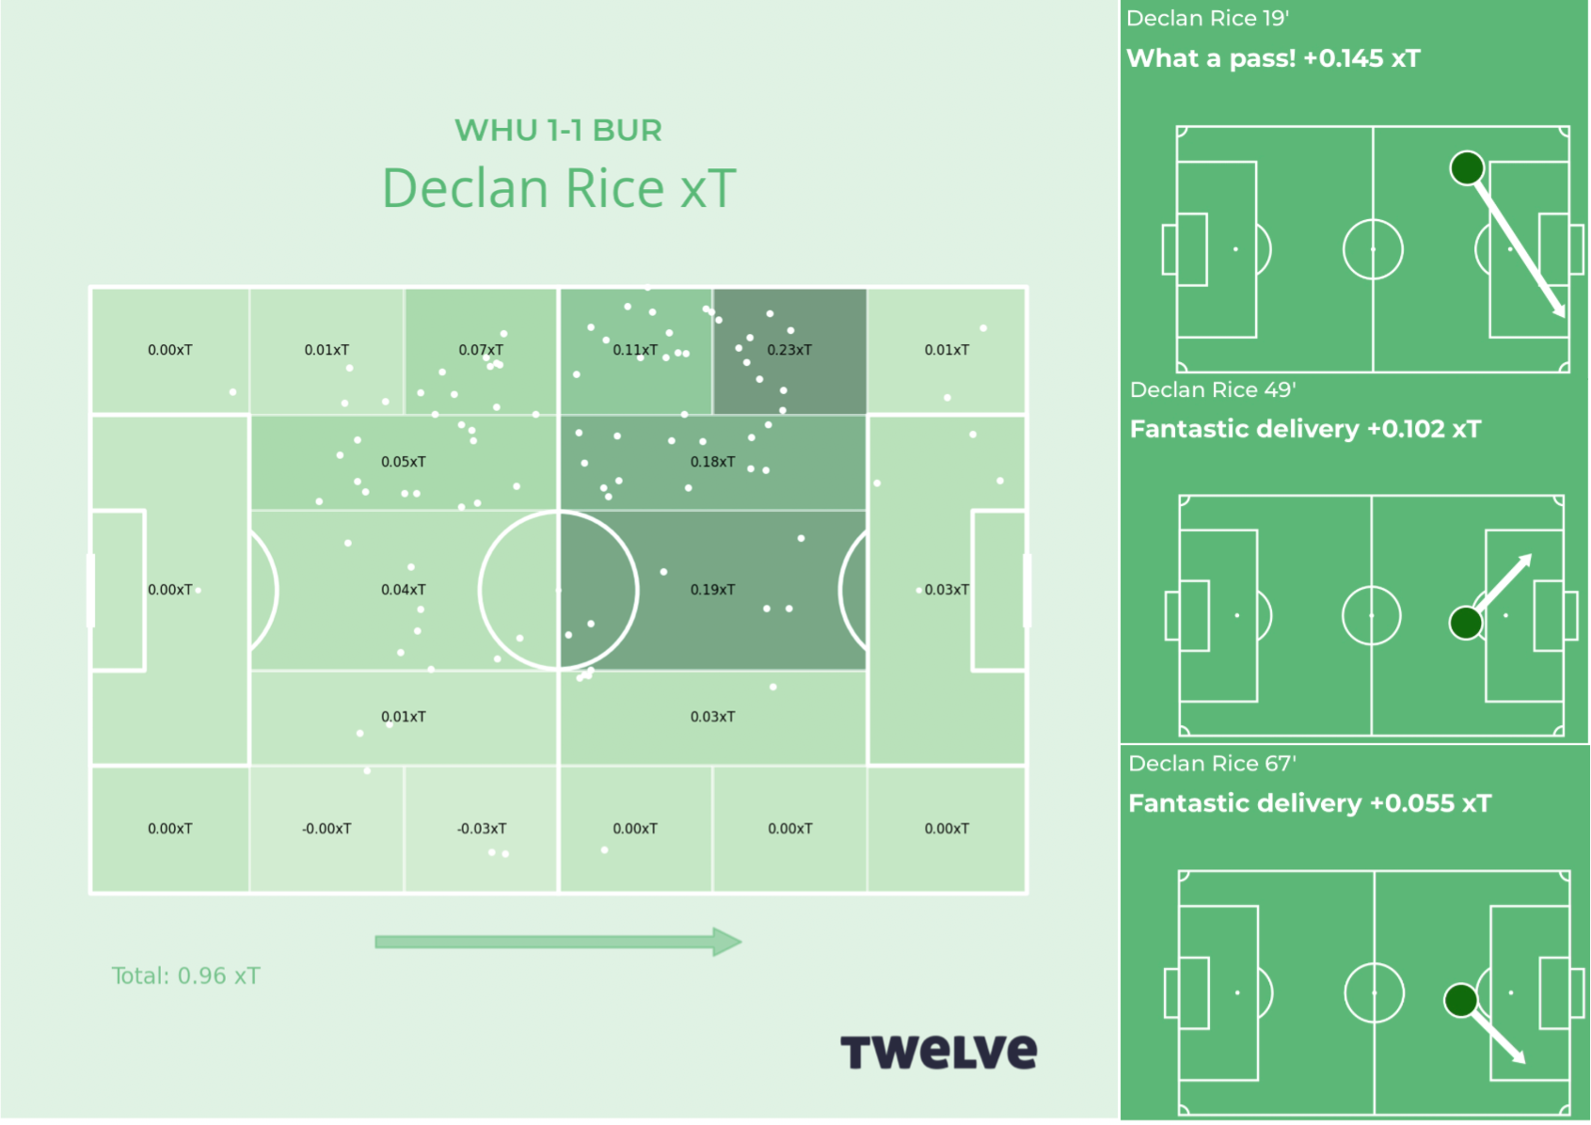 WHU 1-1 BUR
Declan Rice xT
0.00xT
0.01xT
0.07xT
0.11xT
0.23xT
0.01xT
0.05xT
0.18xT
0.00xT
0.04xT
0.19xT
0.03xT
0.01xT
0.03xT
0.00xT
-0.00xT
-0.03xT
0.00xT
0.00xT
0.00xT
Total: 0.96 xT
TWELVE
Declan Rice 19'
What a pass! +0.145 xT
Declan Rice 49'
Fantastic delivery +0.102 xT
Declan Rice 67'
Fantastic delivery +0.055 xT